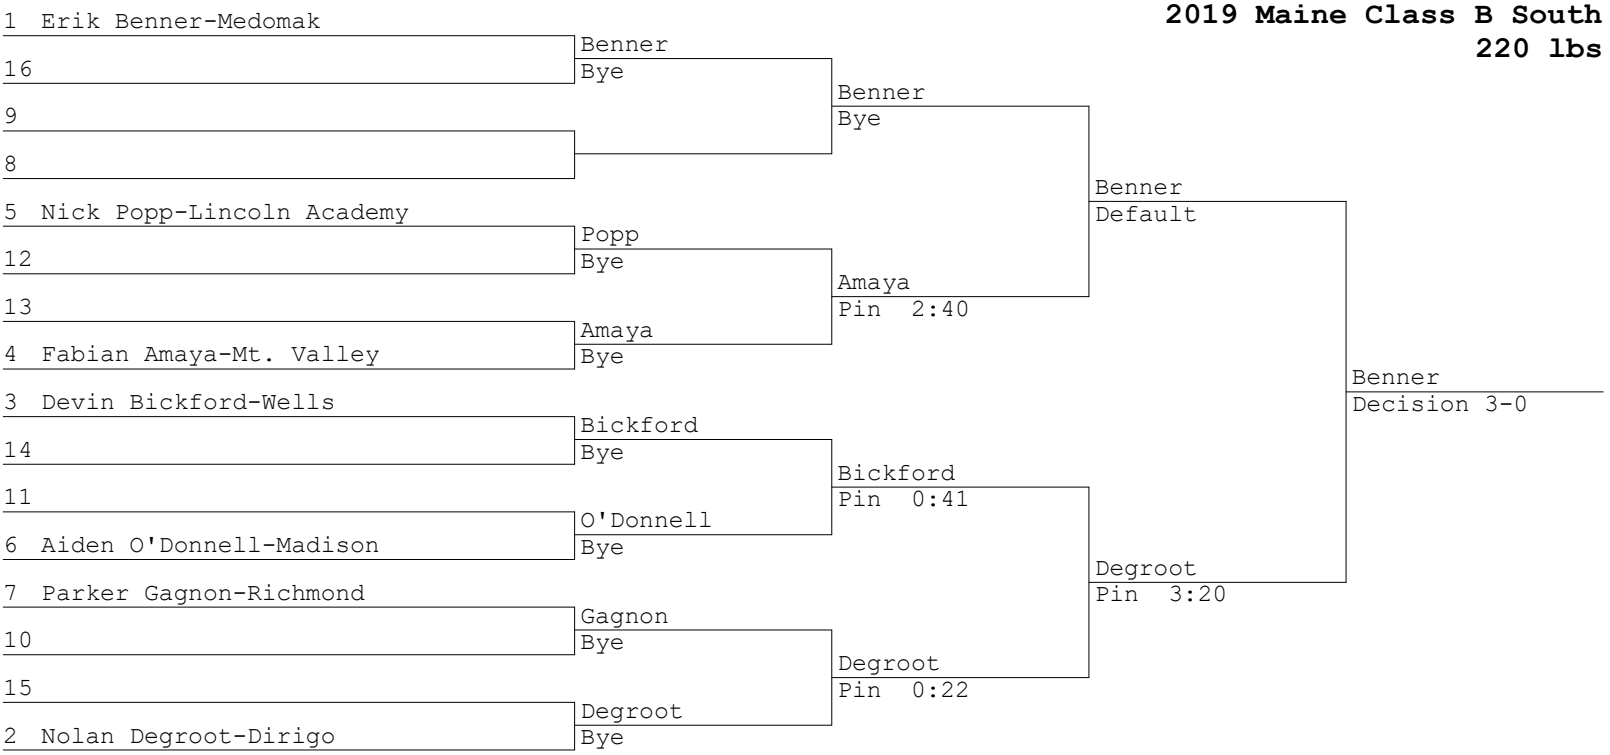 2019 Maine Class B South
220 lbs
1 Erik Benner-Medomak
16
9
8
5 Nick Popp-Lincoln Academy
12
13
4 Fabian Amaya-Mt. Valley
3 Devin Bickford-Wells
14
11
6 Aiden O'Donnell-Madison
7 Parker Gagnon-Richmond
10
15
2 Nolan Degroot-Dirigo
Benner
Bye
Popp
Bye
Amaya
Bye
Bickford
Bye
O'Donnell
Bye
Gagnon
Bye
Degroot
Bye
Benner
Bye
Amaya
Pin 2:40
Bickford
Pin 0:41
Degroot
Pin 0:22
Benner
Default
Degroot
Pin 3:20
Benner
Decision 3-0